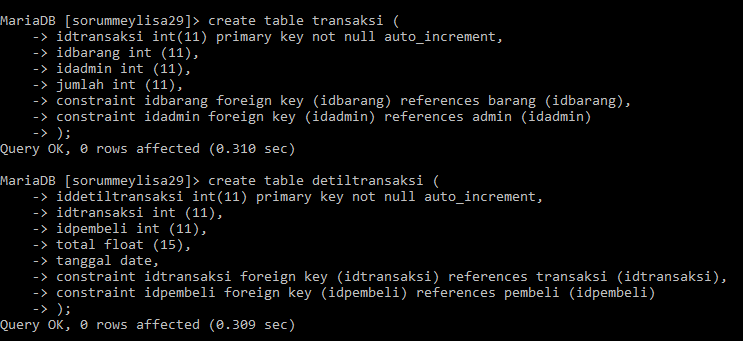 MariaDB [sorummeylisa29]> create table transaksi (
    -> idtransaksi int(11) primary key not null auto_increment,
    -> idbarang int (11),
    -> idadmin int (11),
    -> jumlah int (11),
    -> constraint idbarang foreign key (idbarang) references barang (idbarang),
    -> constraint idadmin foreign key (idadmin) references admin (idadmin)
    -> );
Query OK, 0 rows affected (0.310 sec)
MariaDB [sorummeylisa29]> create table detiltransaksi (
    -> iddetiltransaksi int(11) primary key not null auto_increment,
    -> idtransaksi int (11),
    -> idpembeli int (11),
    -> total float (15),
    -> tanggal date,
    -> constraint idtransaksi foreign key (idtransaksi) references transaksi (idtransaksi),
    -> constraint idpembeli foreign key (idpembeli) references pembeli (idpembeli)
    -> );
Query OK, 0 rows affected (0.309 sec)